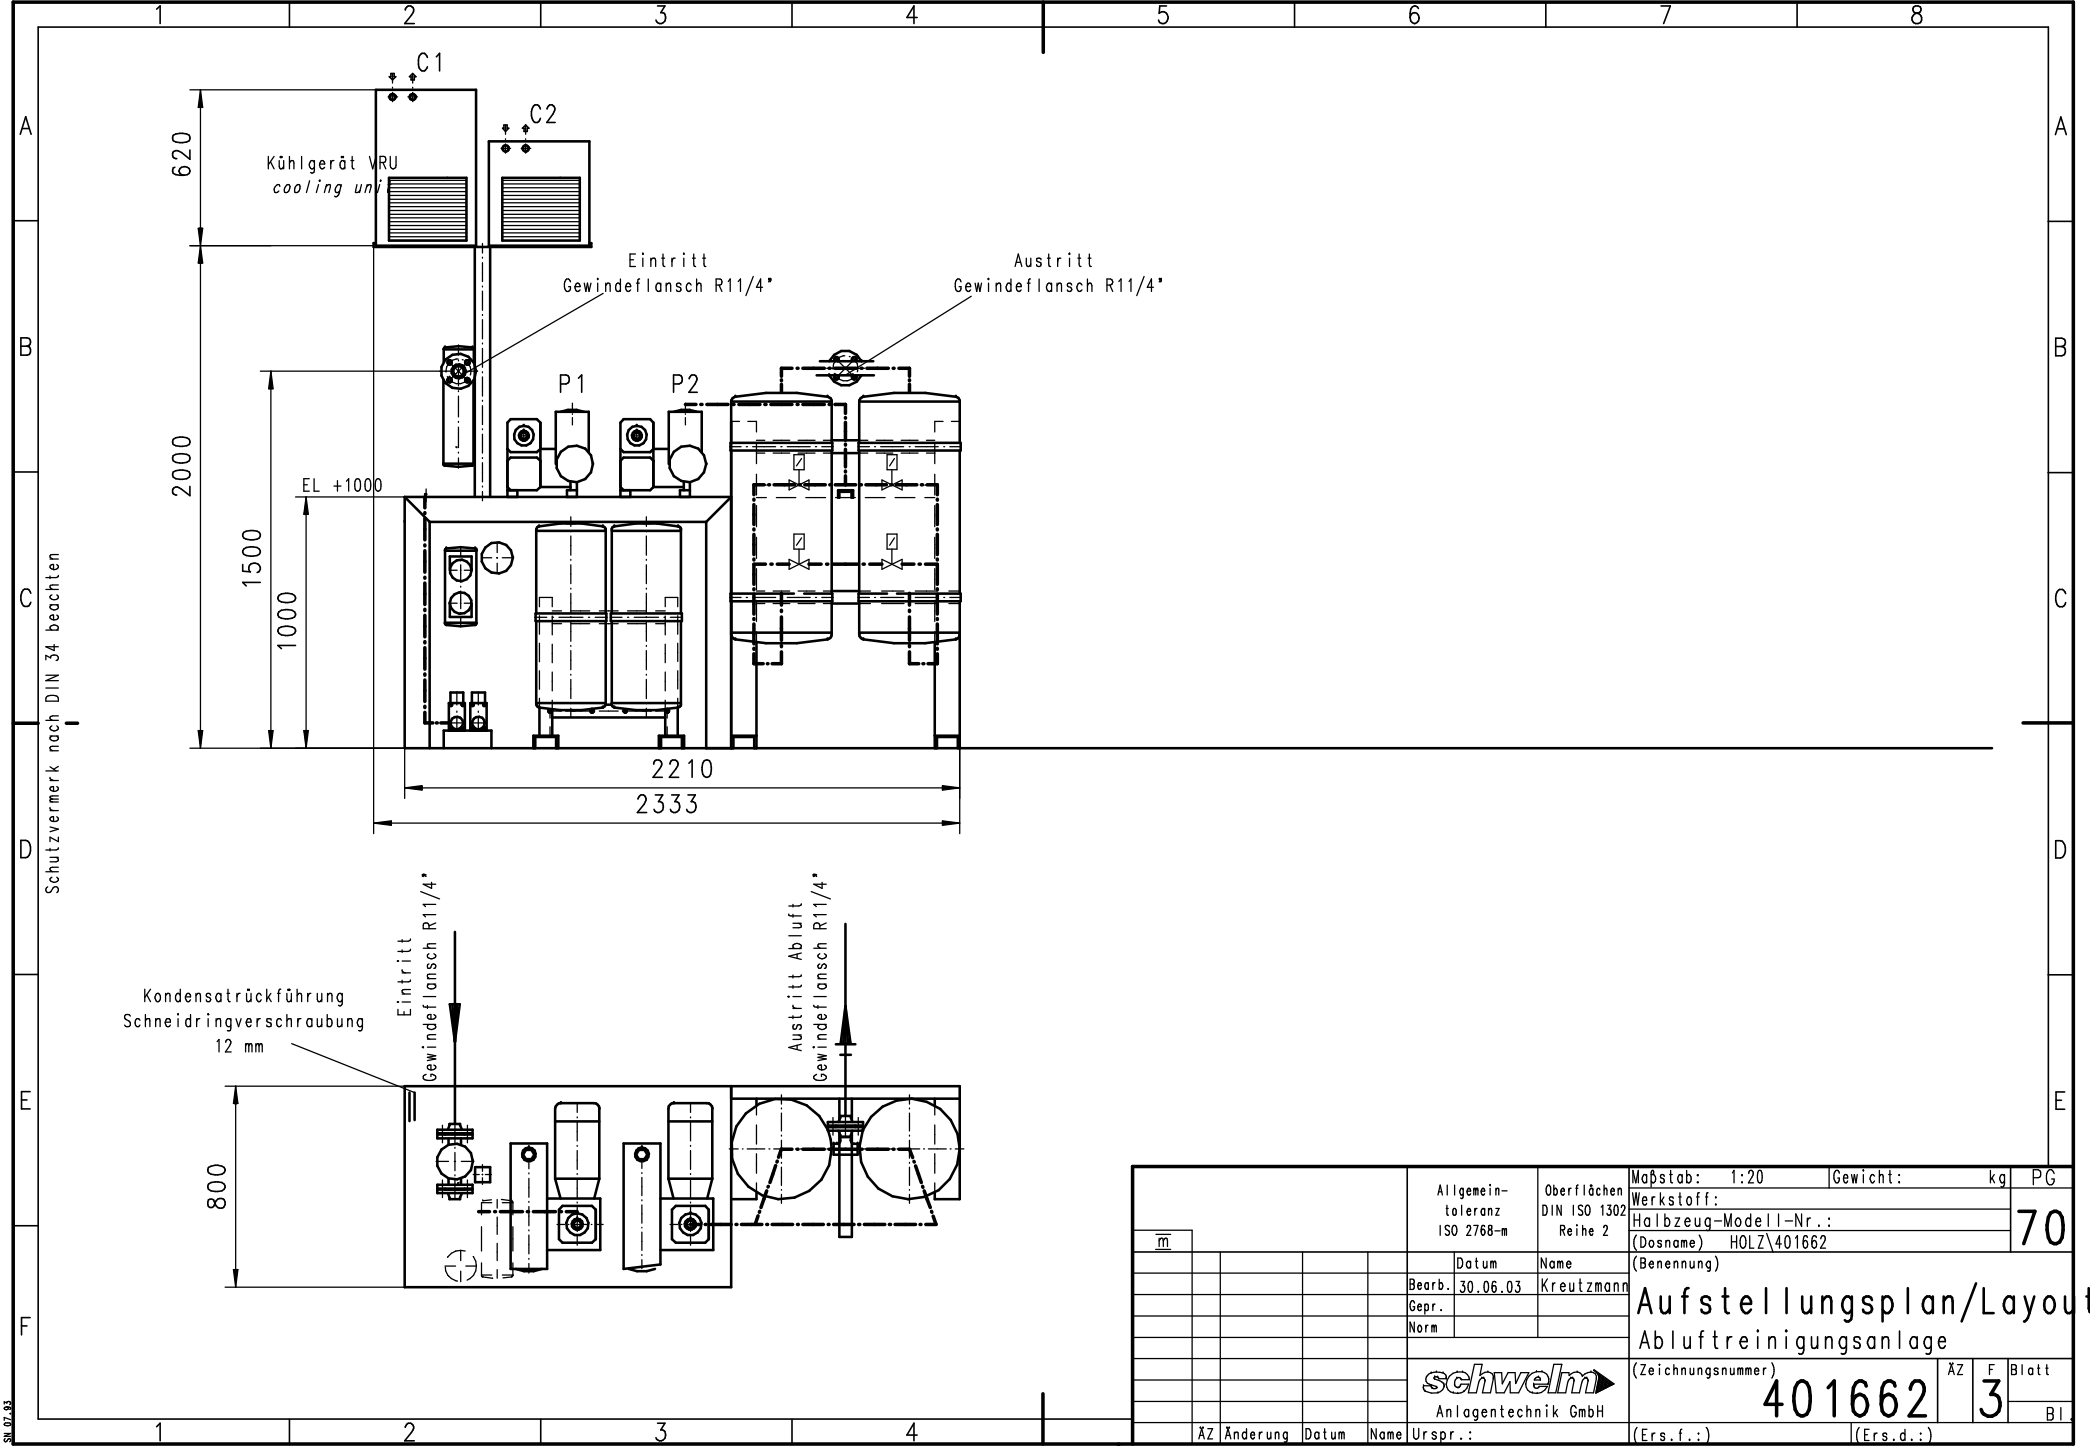 1 2 3 4 5 6 7 8
A A
B B
C C
D D
E E
F
C1
C2
620
Kühlgerät VRU
cooling unit
Eintritt
Gewindeflansch R11/4"
Austritt
Gewindeflansch R11/4"
P1 P2
2000
EL +1000
1500
1000
2210
2333
Schutzvermerk nach DIN 34 beachten
Eintritt
Gewindeflansch R11/4"
Austritt Abluft
Gewindeflansch R11/4"
Kondensatrückführung
Schneidringverschraubung
12 mm
800
m
Allgemein-
toleranz
ISO 2768-m
Oberflächen
DIN ISO 1302
Reihe 2
Maßstab: 1:20
Gewicht: kg
PG
70
Werkstoff:
Halbzeug-Modell-Nr.:
(Dosname) HOLZ\401662
Datum Name
Bearb. 30.06.03 Kreutzmann
Gepr.
Norm
(Benennung)
Aufstellungsplan/Layout
Abluftreinigungsanlage
schwelm
Anlagentechnik GmbH
(Zeichnungsnummer)
401662
ÄZ
F
3
Blatt
Bl.
ÄZ Änderung Datum Name Urspr.: (Ers.f.:) (Ers.d.:)
1 2 3 4
SN 07.93